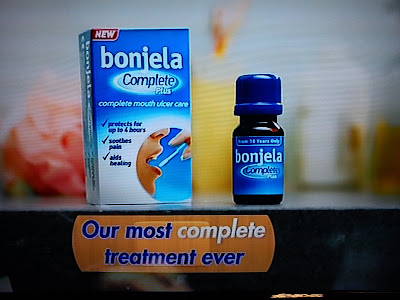 NEW
bonjela
Complete
Plus
complete mouth ulcer care
✓ protects for
up to 4 hours
✓ soothes
pain
✓ aids
healing
From 16 Years Only
bonjela
Complete
Plus
Our most complete
treatment ever